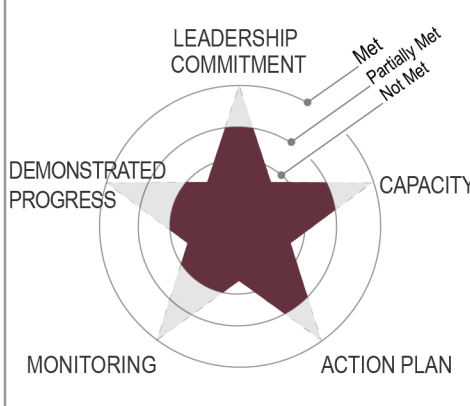 LEADERSHIP
COMMITMENT
Met
Partially Met
Not Met
DEMONSTRATED
PROGRESS
CAPACITY
MONITORING
ACTION PLAN